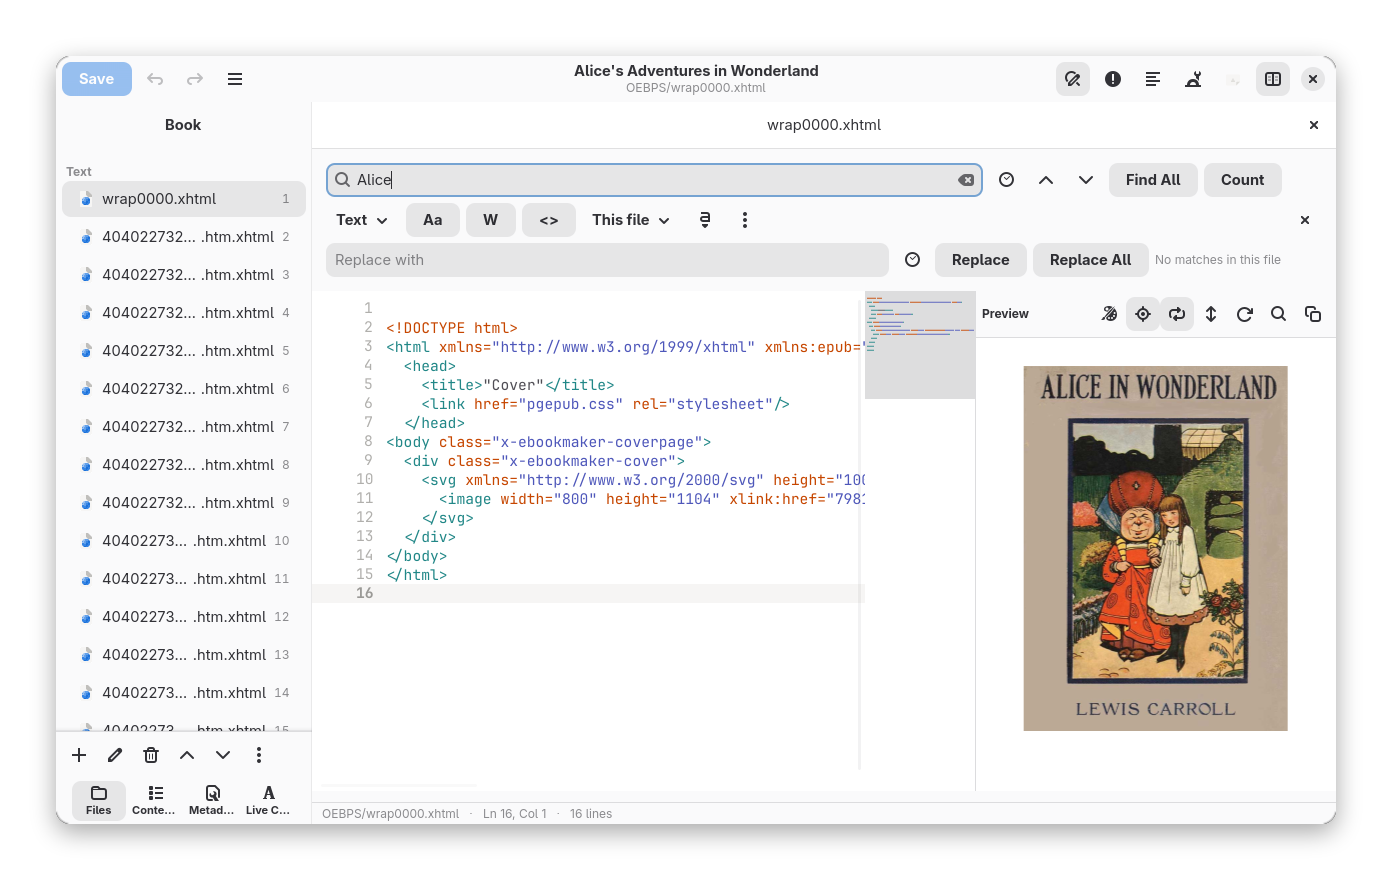 Save
Alice's Adventures in Wonderland
OEBPS/wrap0000.xhtml
Book
wrap0000.xhtml
Text
wrap0000.xhtml 1
404022732... .htm.xhtml 2
404022732... .htm.xhtml 3
404022732... .htm.xhtml 4
404022732... .htm.xhtml 5
404022732... .htm.xhtml 6
404022732... .htm.xhtml 7
404022732... .htm.xhtml 8
404022732... .htm.xhtml 9
40402273... .htm.xhtml 10
40402273... .htm.xhtml 11
40402273... .htm.xhtml 12
40402273... .htm.xhtml 13
40402273... .htm.xhtml 14
40402273... .htm.xhtml 15
Files Conte... Metad... Live C...
Alice
Find All Count
Text Aa W <> This file
Replace with
Replace Replace All No matches in this file
1
2 <!DOCTYPE html>
3 <html xmlns="http://www.w3.org/1999/xhtml" xmlns:epub="
4 <head>
5 <title>"Cover"</title>
6 <link href="pgepub.css" rel="stylesheet"/>
7 </head>
8 <body class="x-ebookmaker-coverpage">
9 <div class="x-ebookmaker-cover">
10 <svg xmlns="http://www.w3.org/2000/svg" height="100
11 <image width="800" height="1104" xlink:href="7981
12 </svg>
13 </div>
14 </body>
15 </html>
16
Preview
ALICE IN WONDERLAND
LEWIS CARROLL
OEBPS/wrap0000.xhtml · Ln 16, Col 1 · 16 lines